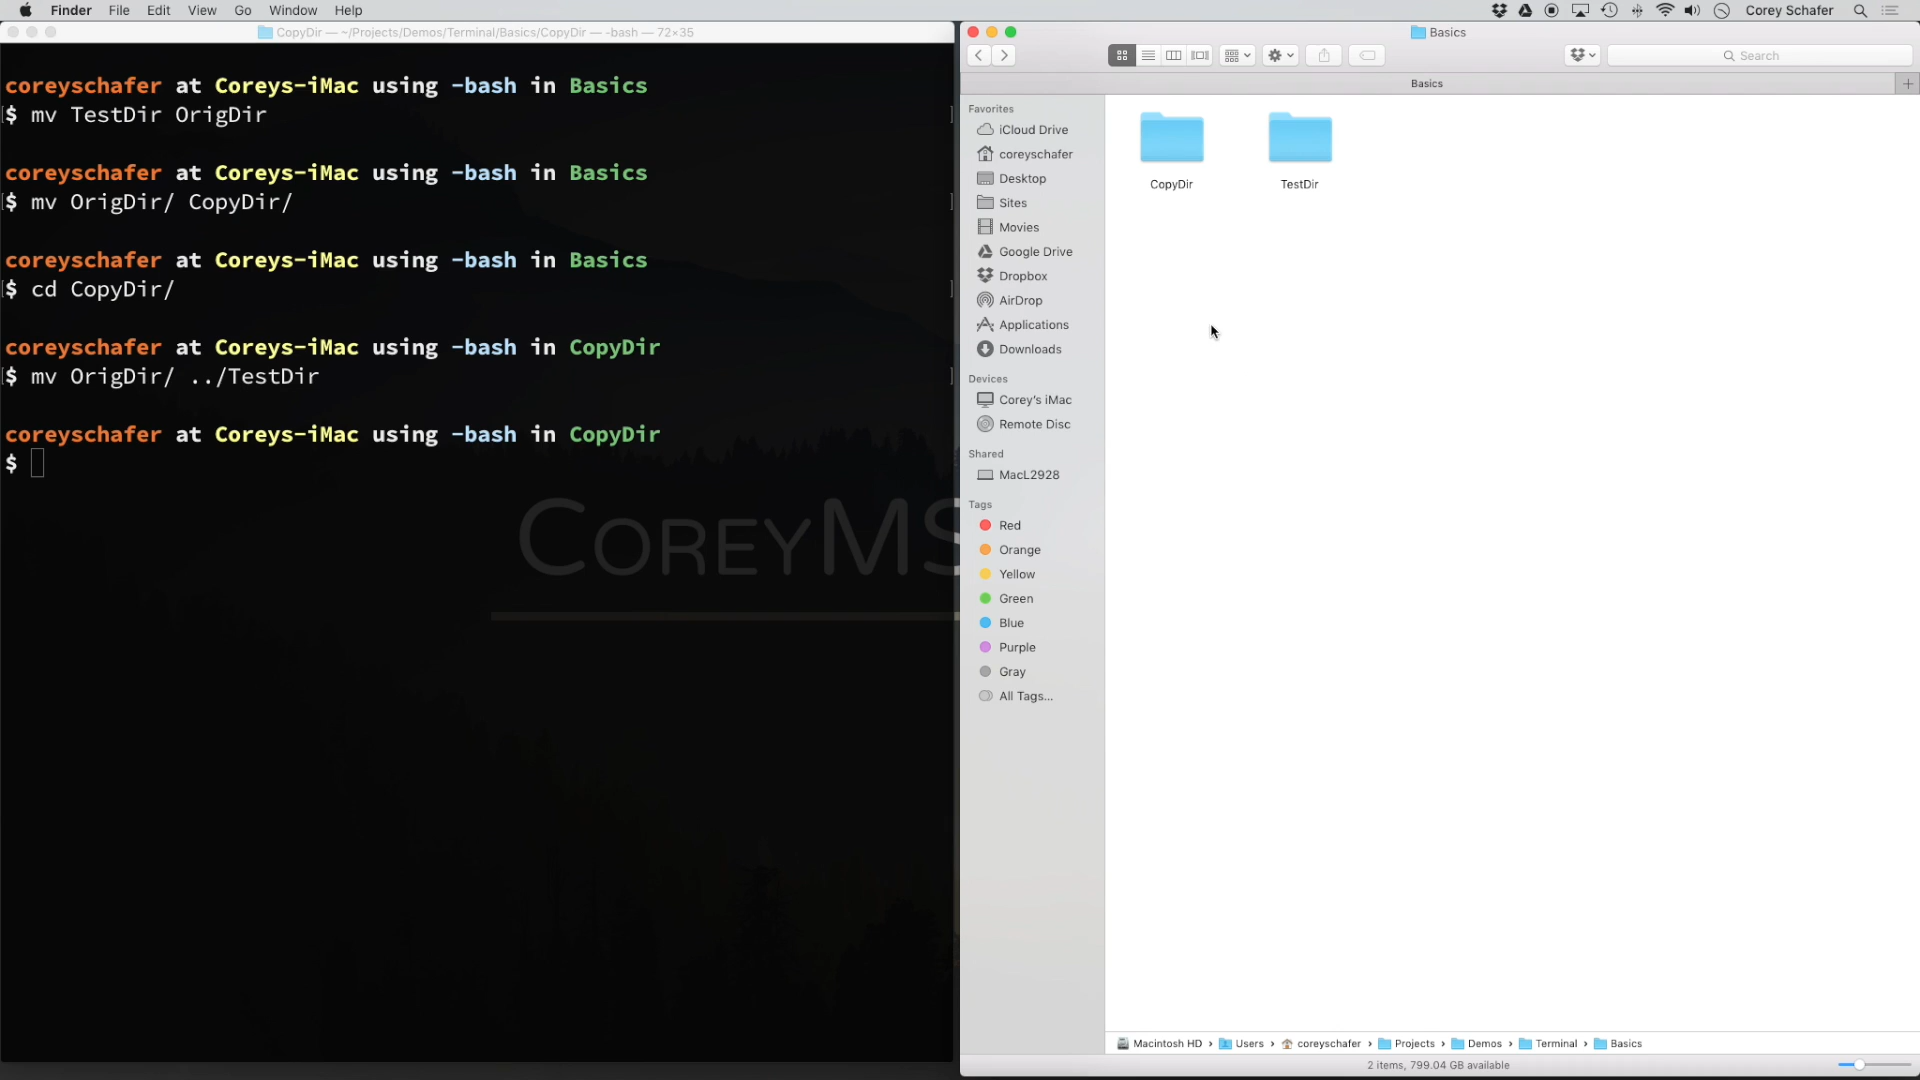 Finder File Edit View Go Window Help
Corey Schafer
CopyDir — ~/Projects/Demos/Terminal/Basics/CopyDir — -bash — 72×35
coreyschafer at Coreys-iMac using -bash in Basics
$ mv TestDir OrigDir
coreyschafer at Coreys-iMac using -bash in Basics
$ mv OrigDir/ CopyDir/
coreyschafer at Coreys-iMac using -bash in Basics
$ cd CopyDir/
coreyschafer at Coreys-iMac using -bash in CopyDir
$ mv OrigDir/ ../TestDir
coreyschafer at Coreys-iMac using -bash in CopyDir
$
COREYMS
Basics
Search
Basics
Favorites
iCloud Drive
coreyschafer
Desktop
Sites
Movies
Google Drive
Dropbox
AirDrop
Applications
Downloads
Devices
Corey's iMac
Remote Disc
Shared
MacL2928
Tags
Red
Orange
Yellow
Green
Blue
Purple
Gray
All Tags...
CopyDir
TestDir
Macintosh HD › Users › coreyschafer › Projects › Demos › Terminal › Basics
2 items, 799.04 GB available